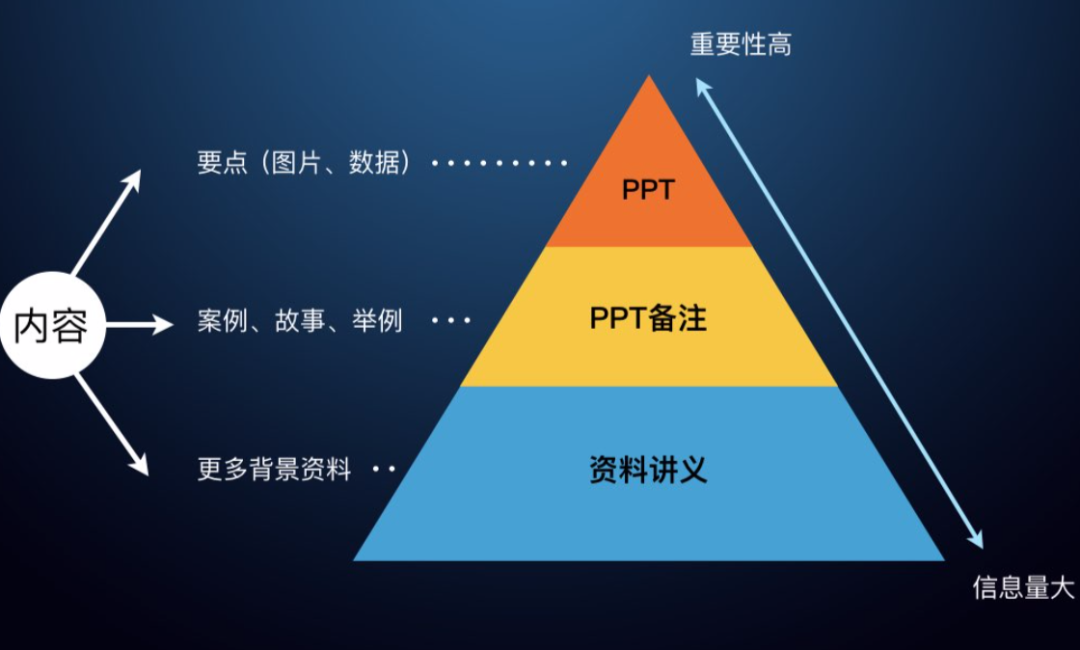 重要性高
要点（图片、数据）
PPT
内容
案例、故事、举例
PPT备注
更多背景资料
资料讲义
信息量大